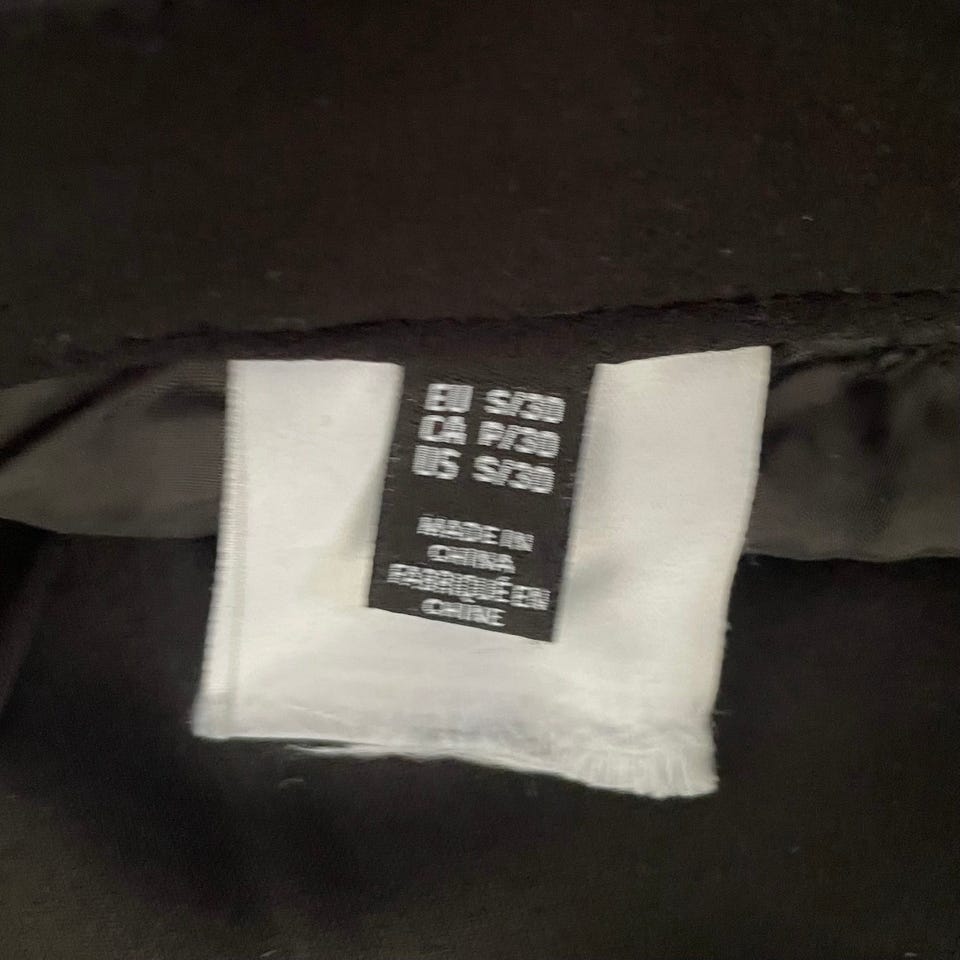 EU S/30
CA P/30
US S/30
MADE IN
CHINA
FABRIQUÉ EN
CHINE